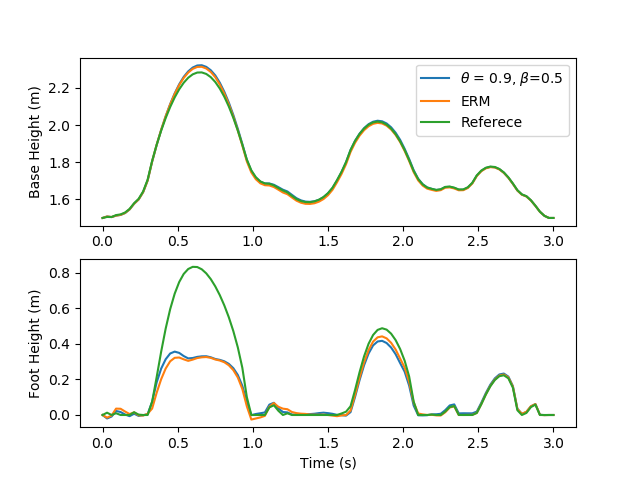 Base Height (m)
2.2
2.0
1.8
1.6
θ = 0.9, β=0.5
ERM
Referece
0.0 0.5 1.0 1.5 2.0 2.5 3.0
Foot Height (m)
0.8
0.6
0.4
0.2
0.0
0.0 0.5 1.0 1.5 2.0 2.5 3.0
Time (s)